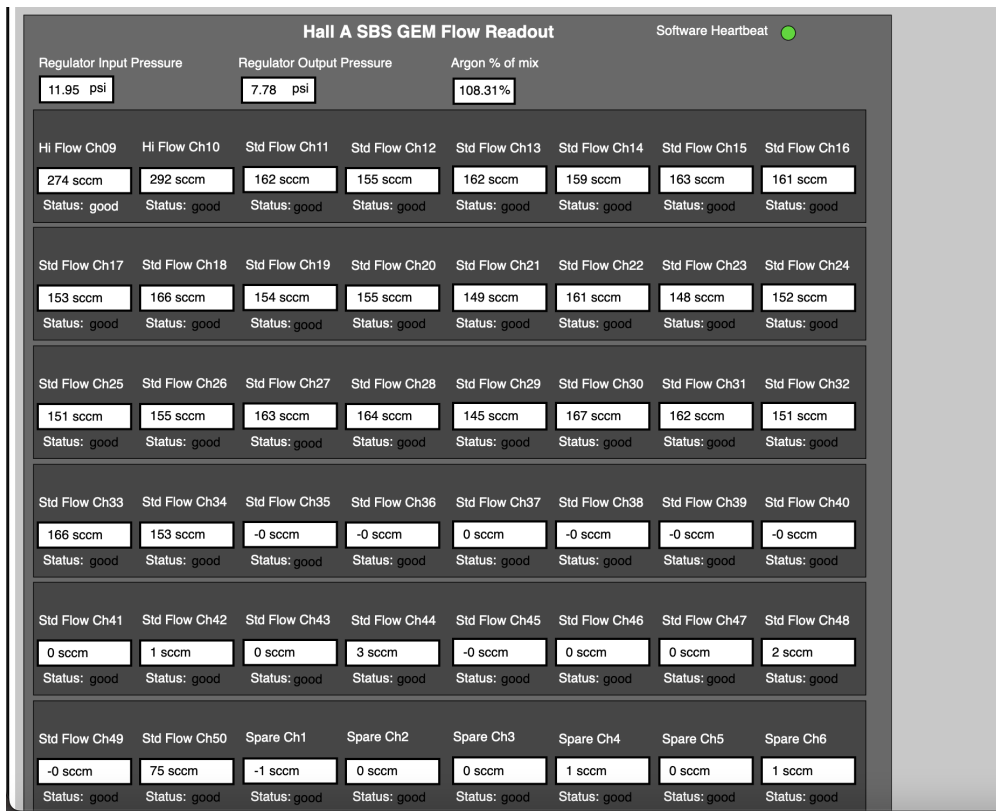 Hall A SBS GEM Flow Readout Software Heartbeat
Regulator Input Pressure Regulator Output Pressure Argon % of mix
11.95 psi 7.78 psi 108.31%
Hi Flow Ch09 Hi Flow Ch10 Std Flow Ch11 Std Flow Ch12 Std Flow Ch13 Std Flow Ch14 Std Flow Ch15 Std Flow Ch16
274 sccm 292 sccm 162 sccm 155 sccm 162 sccm 159 sccm 163 sccm 161 sccm
Status: good Status: good Status: good Status: good Status: good Status: good Status: good Status: good
Std Flow Ch17 Std Flow Ch18 Std Flow Ch19 Std Flow Ch20 Std Flow Ch21 Std Flow Ch22 Std Flow Ch23 Std Flow Ch24
153 sccm 166 sccm 154 sccm 155 sccm 149 sccm 161 sccm 148 sccm 152 sccm
Status: good Status: good Status: good Status: good Status: good Status: good Status: good Status: good
Std Flow Ch25 Std Flow Ch26 Std Flow Ch27 Std Flow Ch28 Std Flow Ch29 Std Flow Ch30 Std Flow Ch31 Std Flow Ch32
151 sccm 155 sccm 163 sccm 164 sccm 145 sccm 167 sccm 162 sccm 151 sccm
Status: good Status: good Status: good Status: good Status: good Status: good Status: good Status: good
Std Flow Ch33 Std Flow Ch34 Std Flow Ch35 Std Flow Ch36 Std Flow Ch37 Std Flow Ch38 Std Flow Ch39 Std Flow Ch40
166 sccm 153 sccm -0 sccm -0 sccm 0 sccm -0 sccm -0 sccm -0 sccm
Status: good Status: good Status: good Status: good Status: good Status: good Status: good Status: good
Std Flow Ch41 Std Flow Ch42 Std Flow Ch43 Std Flow Ch44 Std Flow Ch45 Std Flow Ch46 Std Flow Ch47 Std Flow Ch48
0 sccm 1 sccm 0 sccm 3 sccm -0 sccm 0 sccm 0 sccm 2 sccm
Status: good Status: good Status: good Status: good Status: good Status: good Status: good Status: good
Std Flow Ch49 Std Flow Ch50 Spare Ch1 Spare Ch2 Spare Ch3 Spare Ch4 Spare Ch5 Spare Ch6
-0 sccm 75 sccm -1 sccm 0 sccm 0 sccm 1 sccm 0 sccm 1 sccm
Status: good Status: good Status: good Status: good Status: good Status: good Status: good Status: good